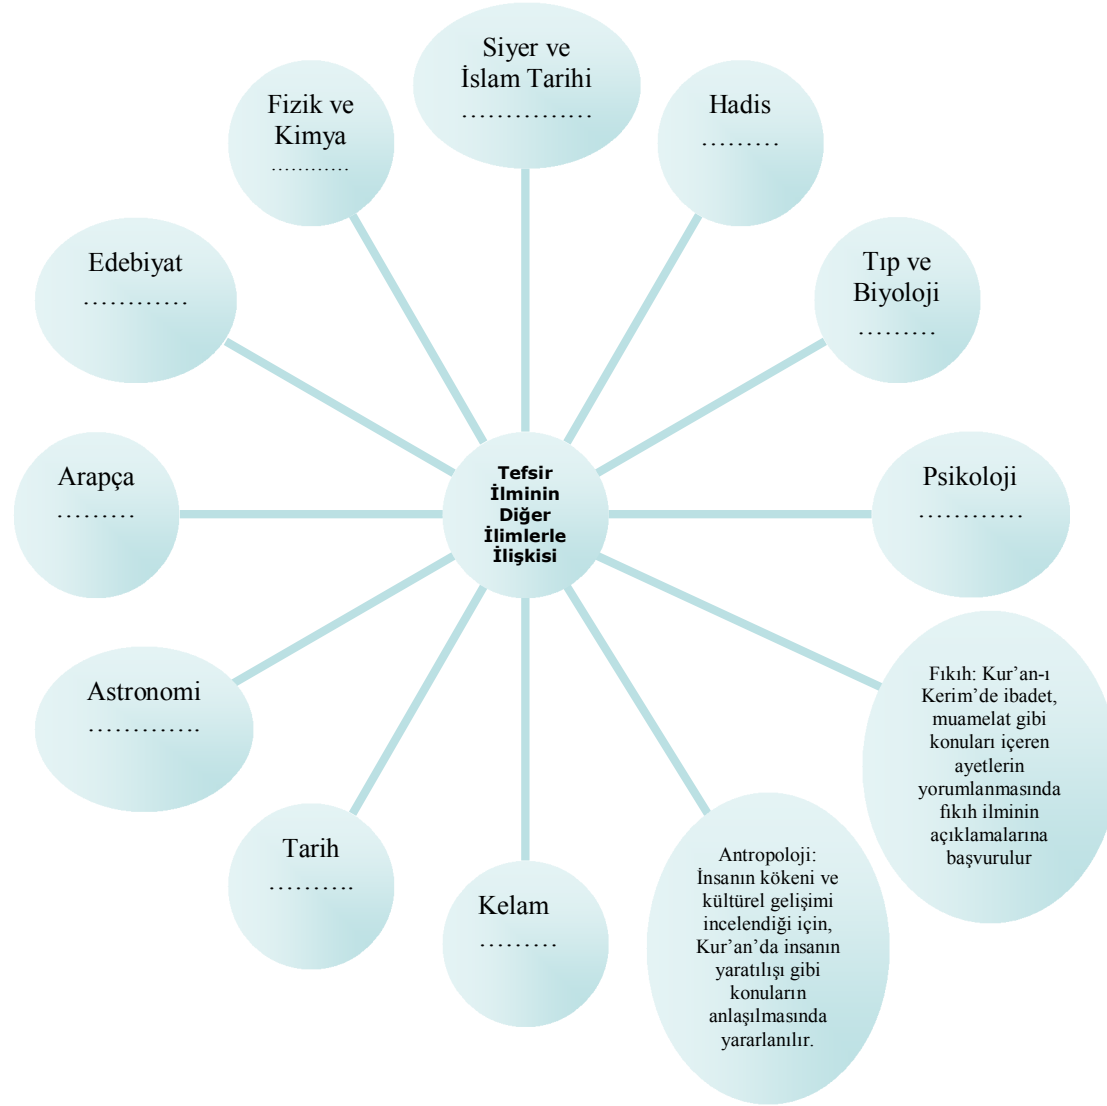 Siyer ve
İslam Tarihi
……………
Hadis
………
Tıp ve
Biyoloji
………
Psikoloji
…………
Fıkıh: Kur’an-ı
Kerim’de ibadet,
muamelat gibi
konuları içeren
ayetlerin
yorumlanmasında
fıkıh ilminin
açıklamalarına
başvurulur
Antropoloji:
İnsanın kökeni ve
kültürel gelişimi
incelendiği için,
Kur’an’da insanın
yaratılışı gibi
konuların
anlaşılmasında
yararlanılır.
Kelam
………
Tarih
……….
Astronomi
………….
Arapça
………
Edebiyat
…………
Fizik ve
Kimya
…………
Tefsir
İlminin
Diğer
İlimlerle
İlişkisi